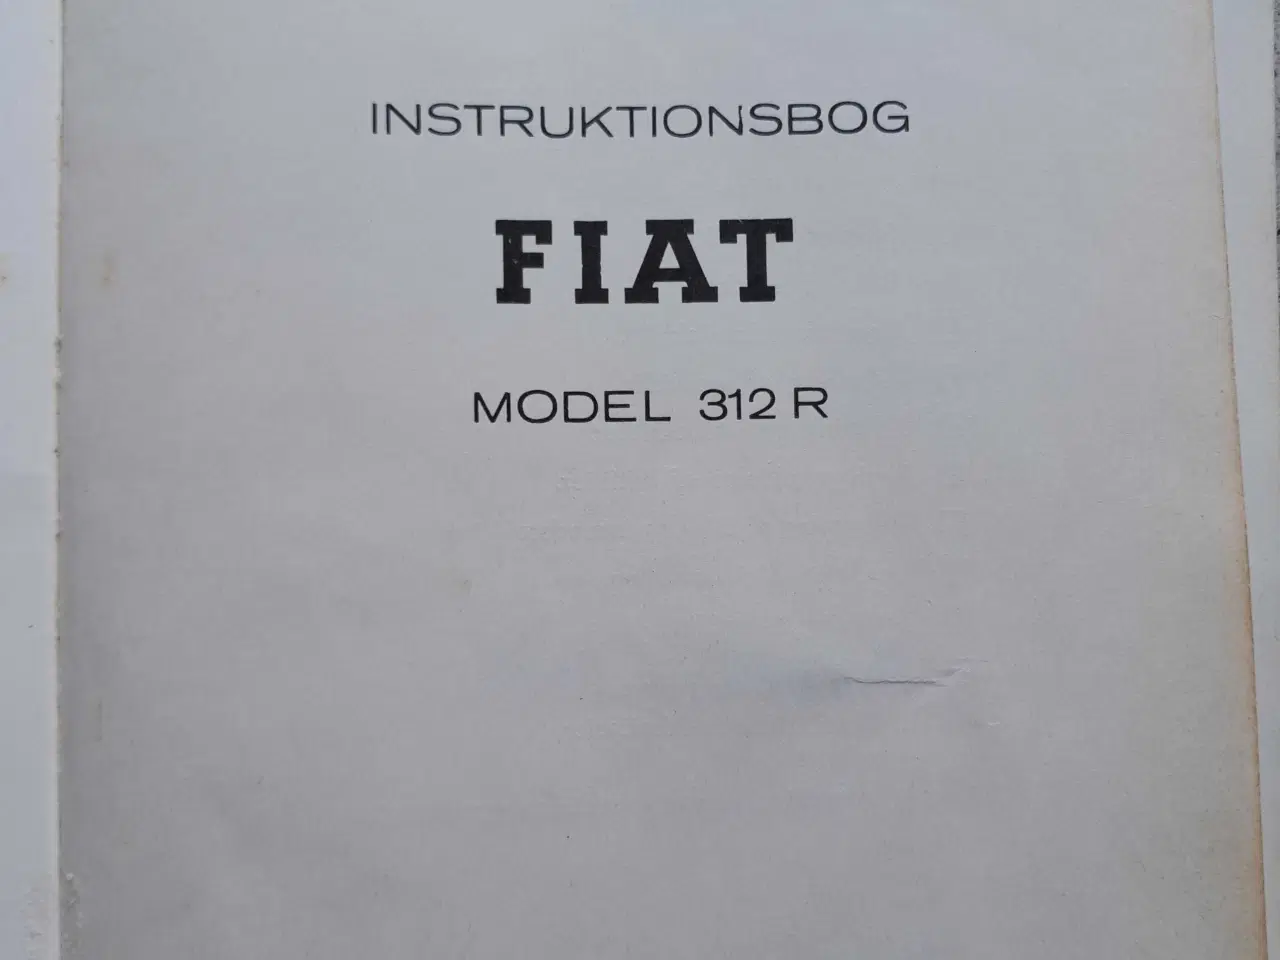 INSTRUKTIONSBOG
FIAT
MODEL 312 R